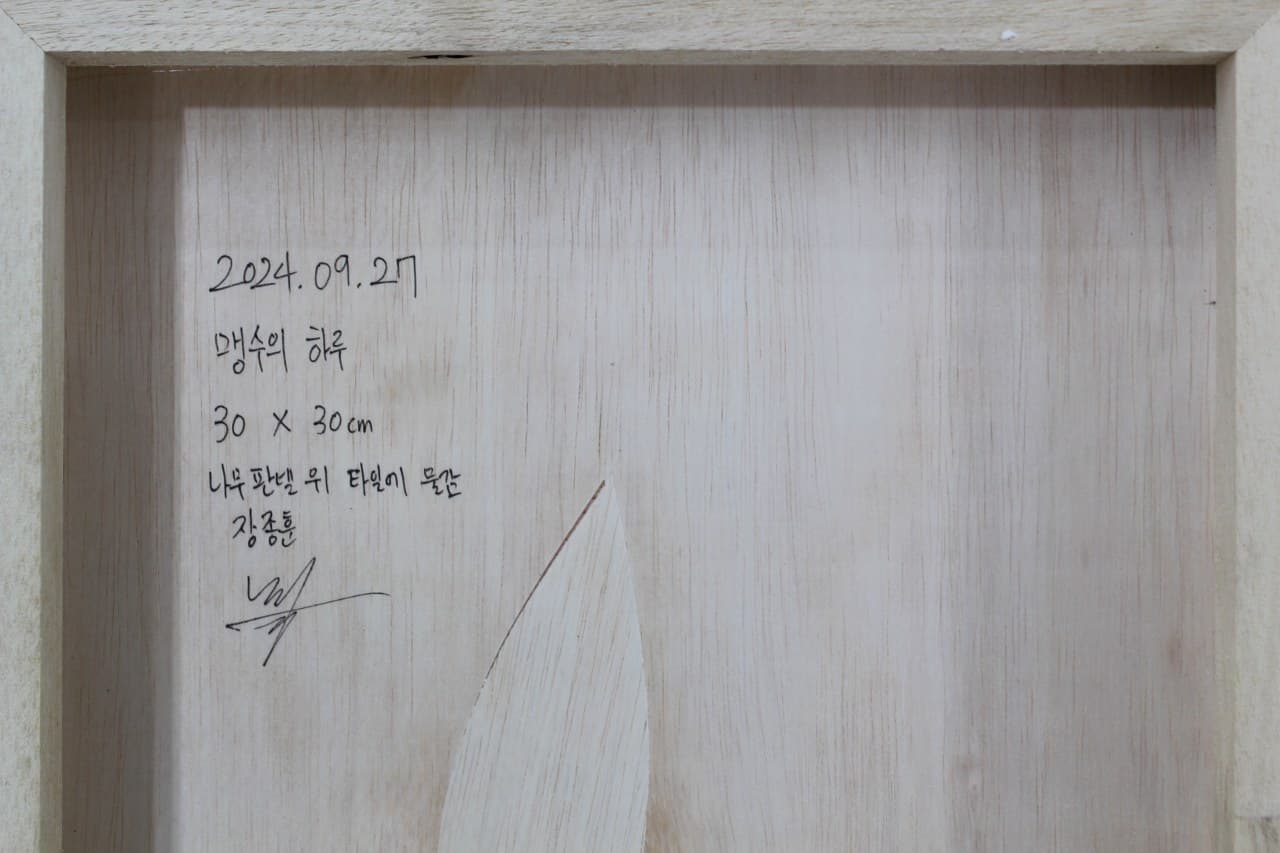 2024.09.27
맹수의 하루
30 X 30cm
나무판넬 위 타일에 물감
장종훈